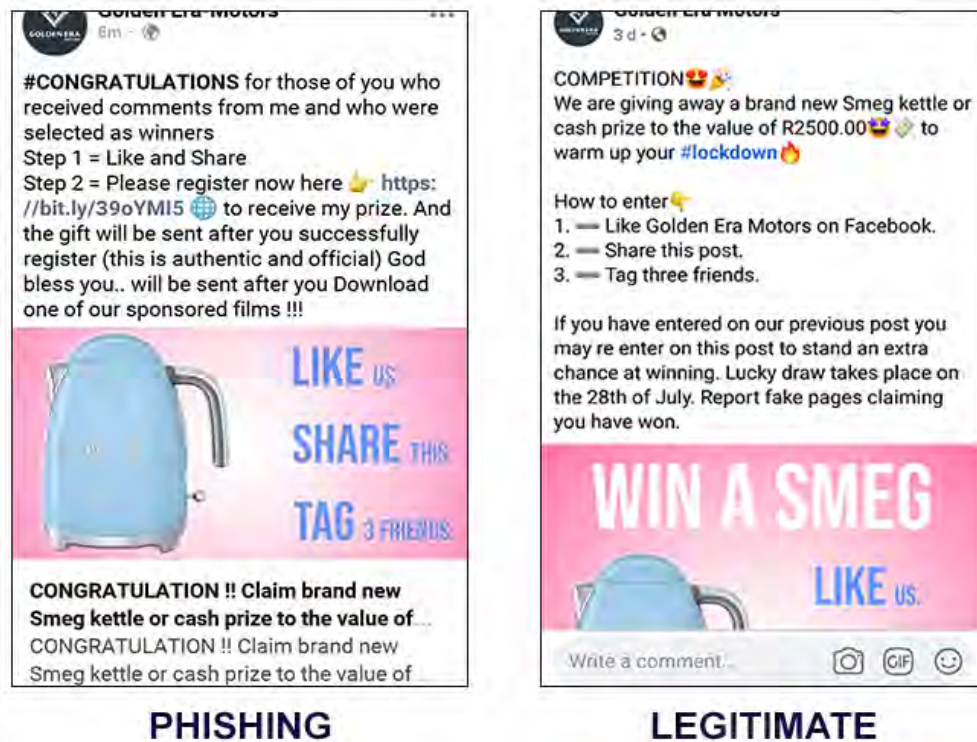 Golden Era-Motors
6m
GOLDEN ERA
#CONGRATULATIONS for those of you who
received comments from me and who were
selected as winners
Step 1 = Like and Share
Step 2 = Please register now here 👉 https:
//bit.ly/39oYMI5 🌐 to receive my prize. And
the gift will be sent after you successfully
register (this is authentic and official) God
bless you.. will be sent after you Download
one of our sponsored films !!!
LIKE US
SHARE THIS
TAG 3 FRIENDS.
CONGRATULATION !! Claim brand new
Smeg kettle or cash prize to the value of...
CONGRATULATION !! Claim brand new
Smeg kettle or cash prize to the value of
PHISHING
Golden Era Motors
3 d
COMPETITION🤩🎉
We are giving away a brand new Smeg kettle or
cash prize to the value of R2500.00🤩 to
warm up your #lockdown🔥
How to enter👇
1. ➖ Like Golden Era Motors on Facebook.
2. ➖ Share this post.
3. ➖ Tag three friends.
If you have entered on our previous post you
may re enter on this post to stand an extra
chance at winning. Lucky draw takes place on
the 28th of July. Report fake pages claiming
you have won.
WIN A SMEG
LIKE US.
Write a comment...
GIF
LEGITIMATE